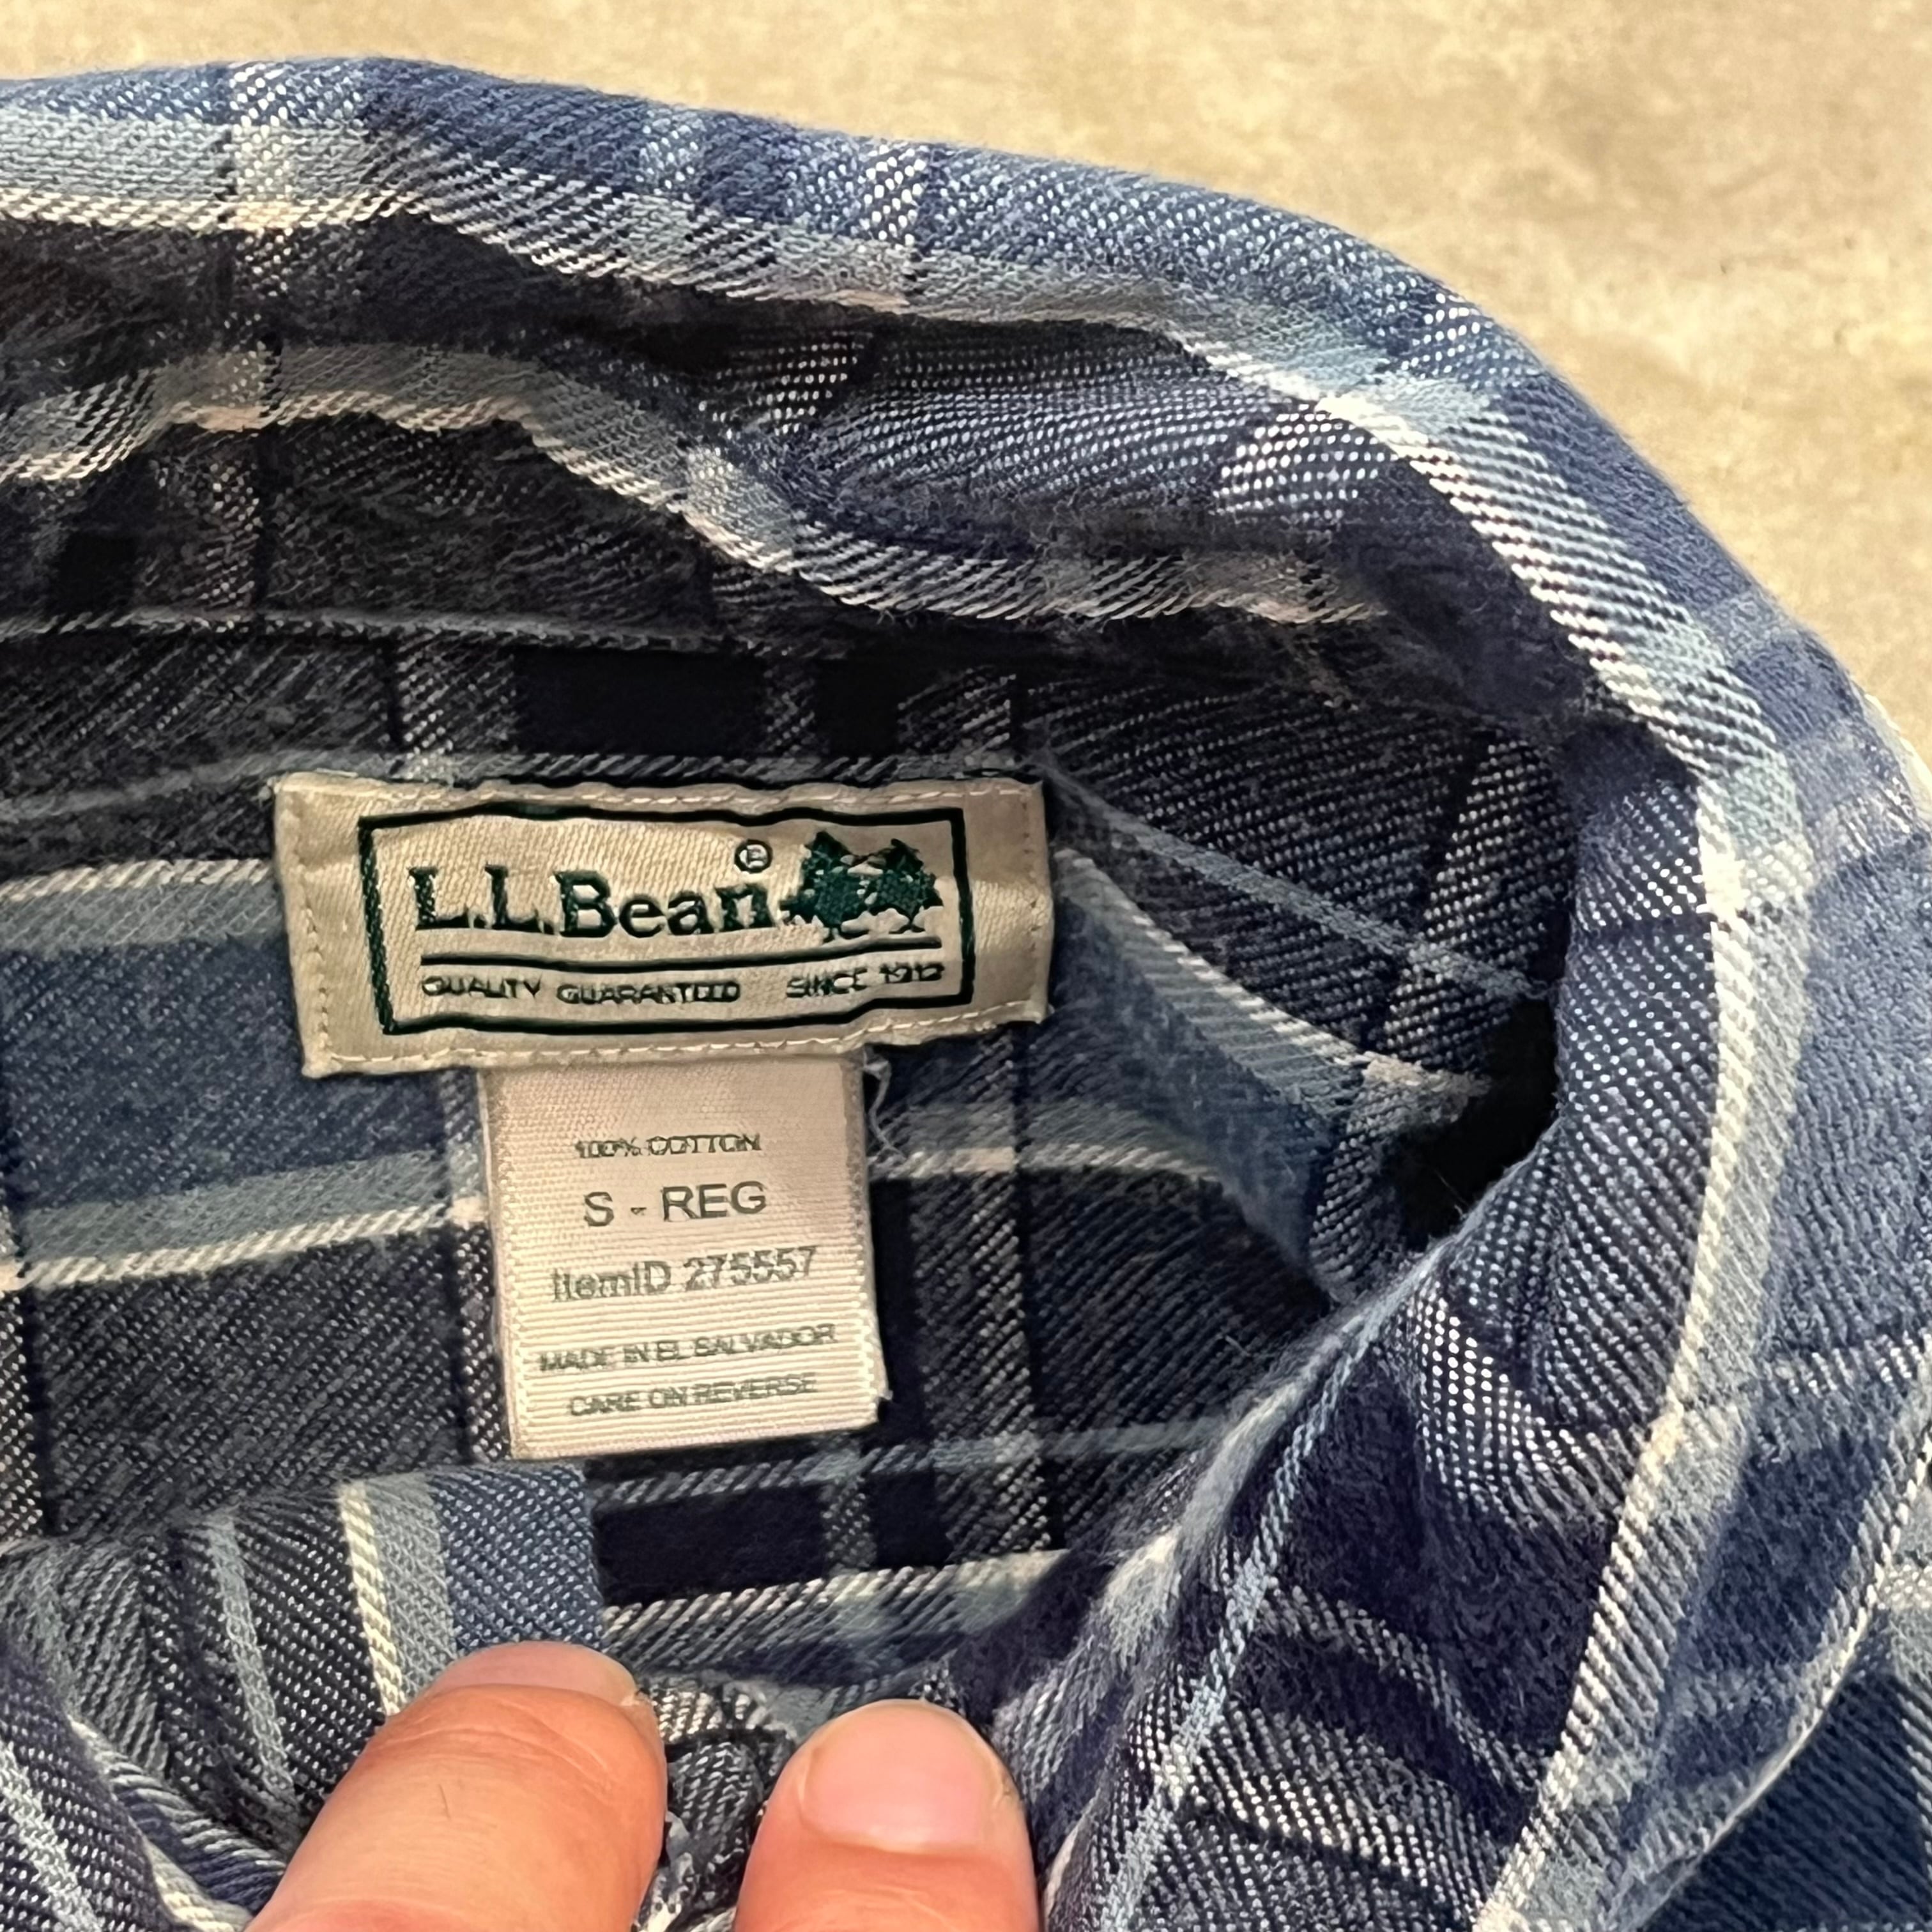 L.L.Bean®
QUALITY GUARANTEED SINCE 1912
100% COTTON
S - REG
ItemID 275557
MADE IN EL SALVADOR
CARE ON REVERSE